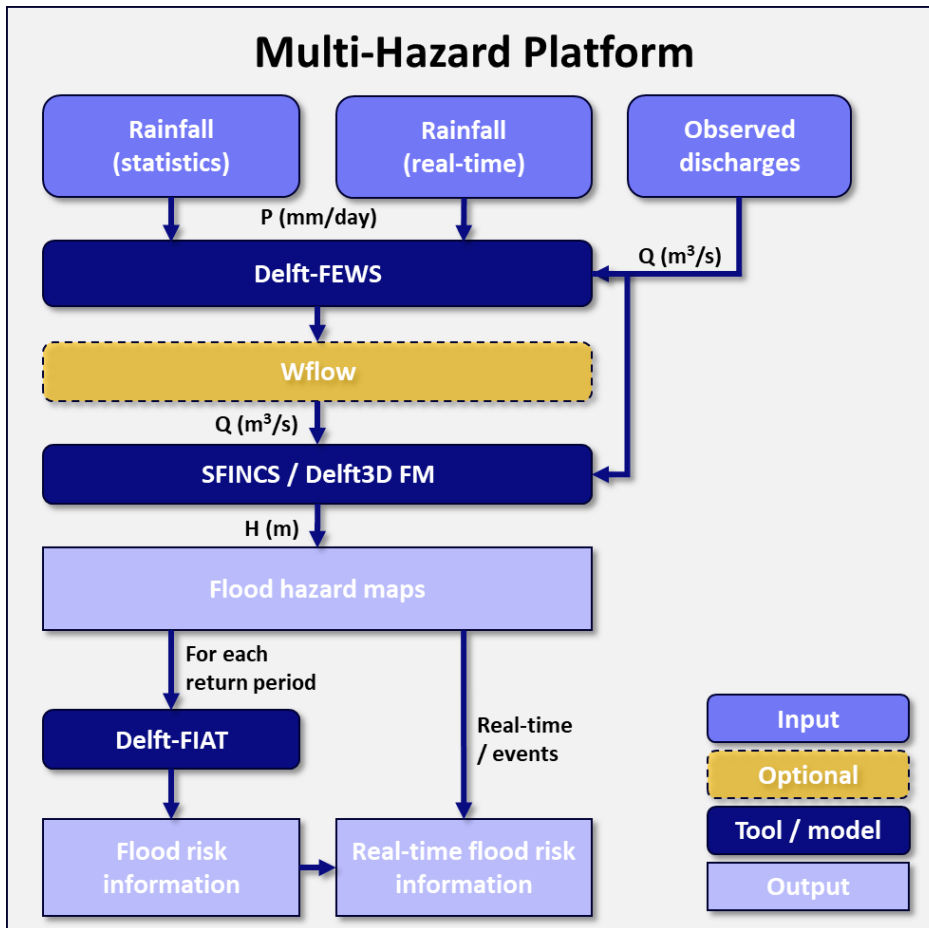 Multi-Hazard Platform
Rainfall
(statistics)
Rainfall
(real-time)
Observed
discharges
P (mm/day)
Q (m³/s)
Delft-FEWS
Wflow
Q (m³/s)
SFINCS / Delft3D FM
H (m)
Flood hazard maps
For each
return period
Real-time
/ events
Delft-FIAT
Flood risk
information
Real-time flood risk
information
Input
Optional
Tool / model
Output